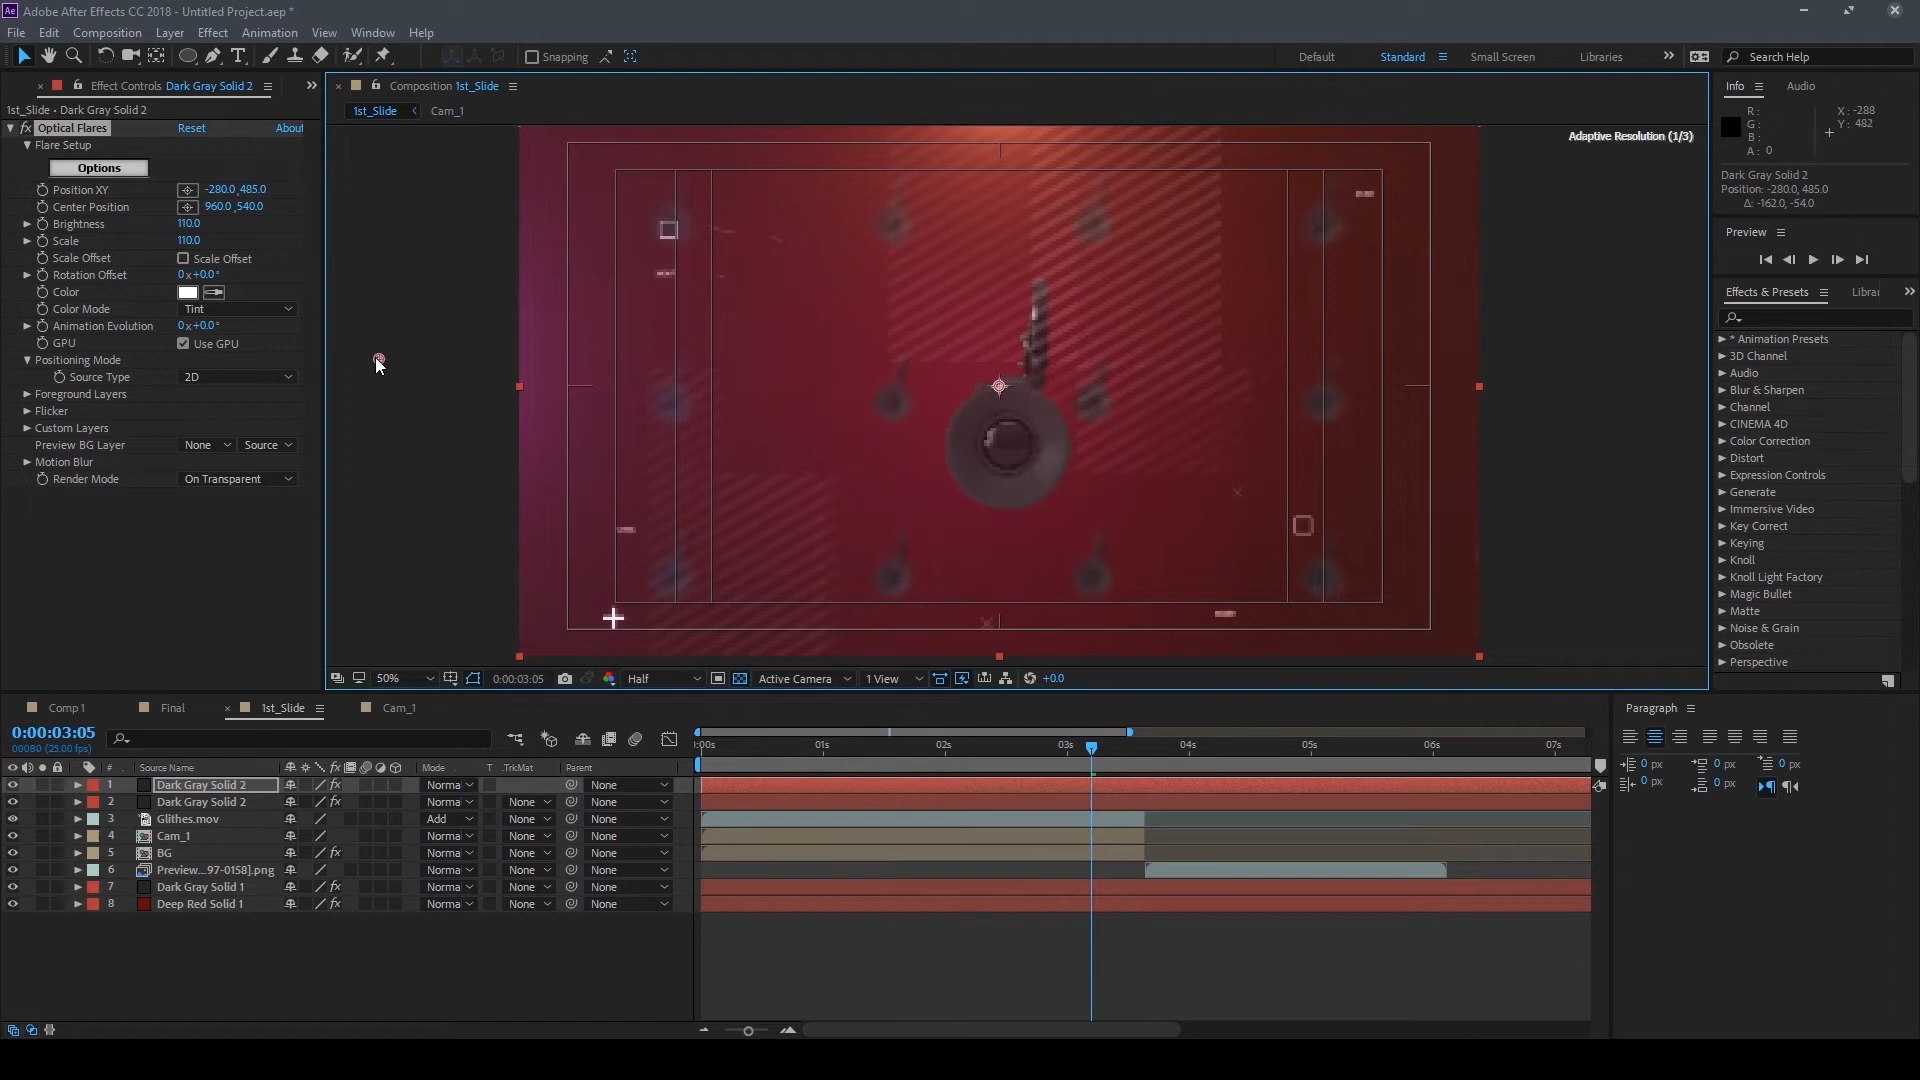 Adobe After Effects CC 2018 - Untitled Project.aep *
File Edit Composition Layer Effect Animation View Window Help
Snapping
Default Standard Small Screen Libraries Search Help
Effect Controls Dark Gray Solid 2
1st_Slide • Dark Gray Solid 2
Optical Flares Reset About
Flare Setup
Options
Position XY -280.0,485.0
Center Position 960.0,540.0
Brightness 110.0
Scale 110.0
Scale Offset Scale Offset
Rotation Offset 0x+0.0°
Color
Color Mode Tint
Animation Evolution 0x+0.0°
GPU Use GPU
Positioning Mode
Source Type 2D
Foreground Layers
Flicker
Custom Layers
Preview BG Layer None Source
Motion Blur
Render Mode On Transparent
Composition 1st_Slide
1st_Slide Cam_1
Adaptive Resolution (1/3)
50% 0:00:03:05 Half Active Camera 1 View +0.0
Info Audio
R :
G :
B :
A : 0
X : -288
Y : 482
Dark Gray Solid 2
Position: -280.0, 485.0
Δ: -162.0, -54.0
Preview
Effects & Presets Librar
* Animation Presets
3D Channel
Audio
Blur & Sharpen
Channel
CINEMA 4D
Color Correction
Distort
Expression Controls
Generate
Immersive Video
Key Correct
Keying
Knoll
Knoll Light Factory
Magic Bullet
Matte
Noise & Grain
Obsolete
Perspective
Comp 1 Final 1st_Slide Cam_1
0:00:03:05
00080 (25.00 fps)
# Source Name Mode T .TrkMat Parent
1 Dark Gray Solid 2 Norma None
2 Dark Gray Solid 2 Norma None None
3 Glithes.mov Add None None
4 Cam_1 Norma None None
5 BG Norma None None
6 Preview...97-0158].png Norma None None
7 Dark Gray Solid 1 Norma None None
8 Deep Red Solid 1 Norma None None
):00s 01s 02s 03s 04s 05s 06s 07s
Paragraph
0 px 0 px 0 px
0 px 0 px